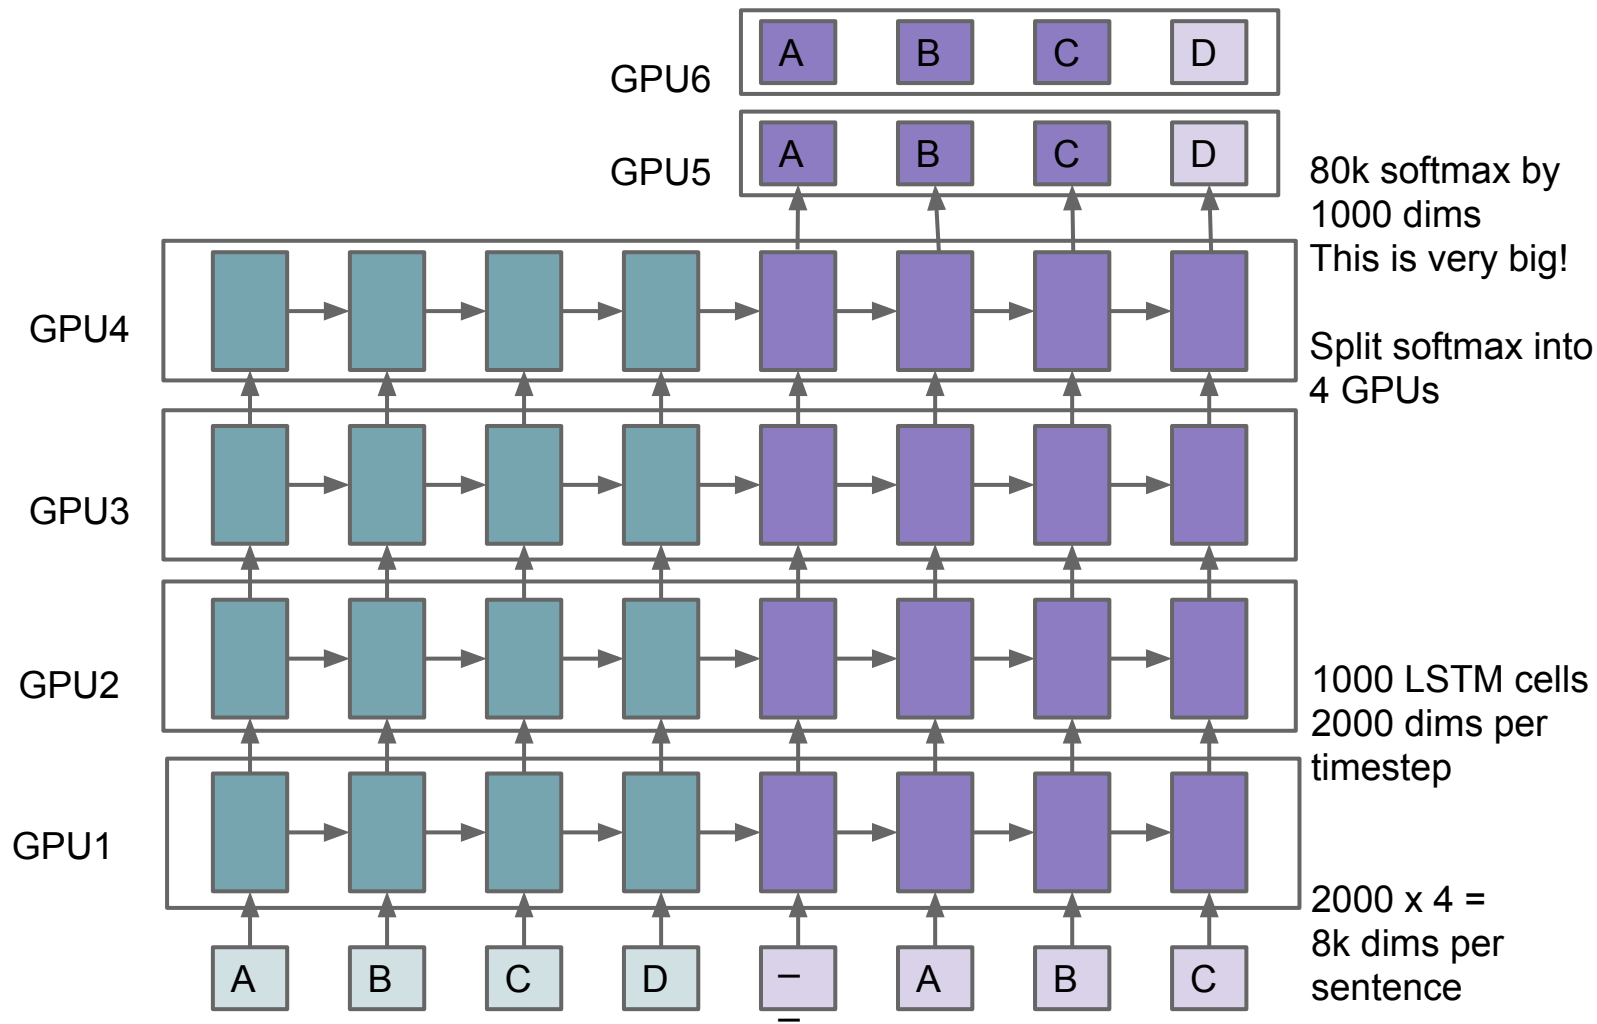 A B C D
GPU6
A B C D
GPU5
80k softmax by
1000 dims
This is very big!
GPU4
Split softmax into
4 GPUs
GPU3
GPU2
1000 LSTM cells
2000 dims per
timestep
GPU1
2000 x 4 =
8k dims per
sentence
A B C D _ A B C
_